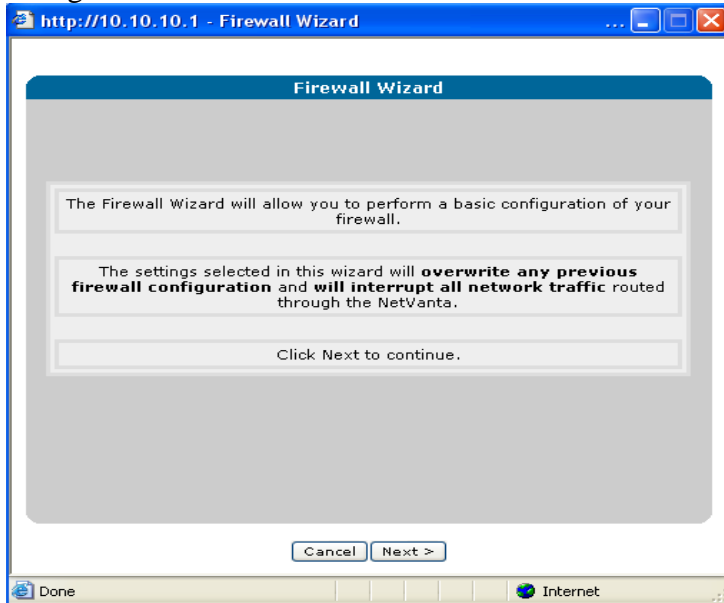 http://10.10.10.1 - Firewall Wizard ...
Firewall Wizard
The Firewall Wizard will allow you to perform a basic configuration of your
firewall.
The settings selected in this wizard will overwrite any previous
firewall configuration and will interrupt all network traffic routed
through the NetVanta.
Click Next to continue.
Cancel Next >
Done Internet